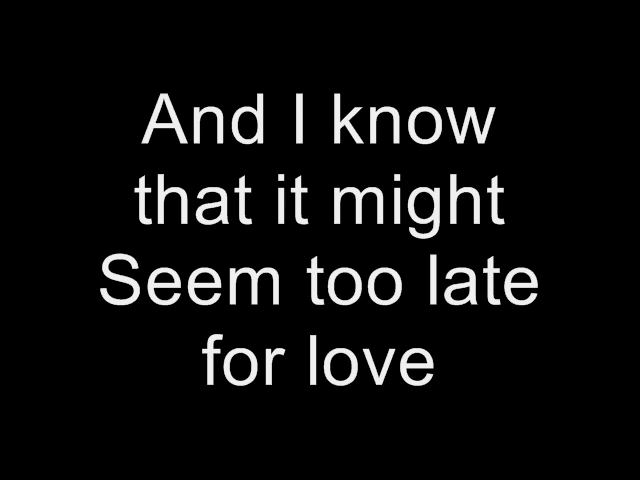 And I know
that it might
Seem too late
for love